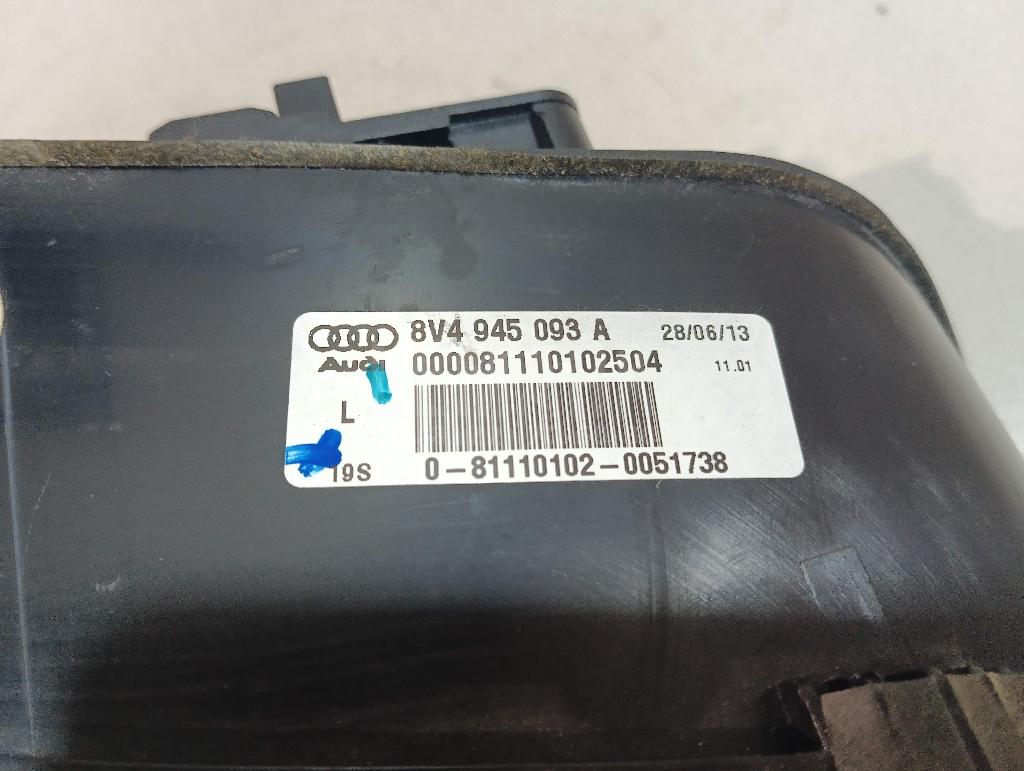 8V4 945 093 A 28/06/13
Audi 000081110102504 11.01
L
19S 0-81110102-0051738